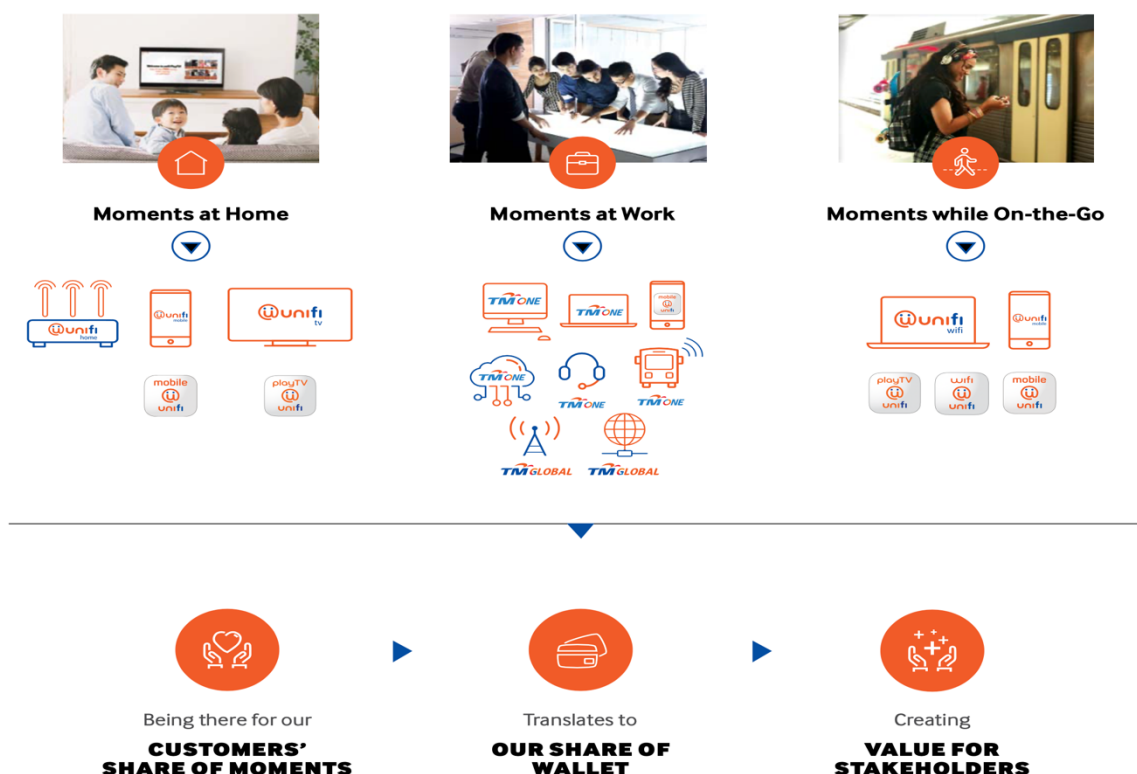 Moments at Home
Moments at Work
Moments while On-the-Go
unifi
home
unifi
mobile
unifi
tv
mobile
unifi
playTV
unifi
TM ONE
TM ONE
mobile
unifi
TM ONE
TM ONE
TM ONE
TM GLOBAL
TM GLOBAL
unifi
wifi
unifi
mobile
playTV
unifi
wifi
unifi
mobile
unifi
Being there for our
CUSTOMERS'
SHARE OF MOMENTS
Translates to
OUR SHARE OF
WALLET
Creating
VALUE FOR
STAKEHOLDERS